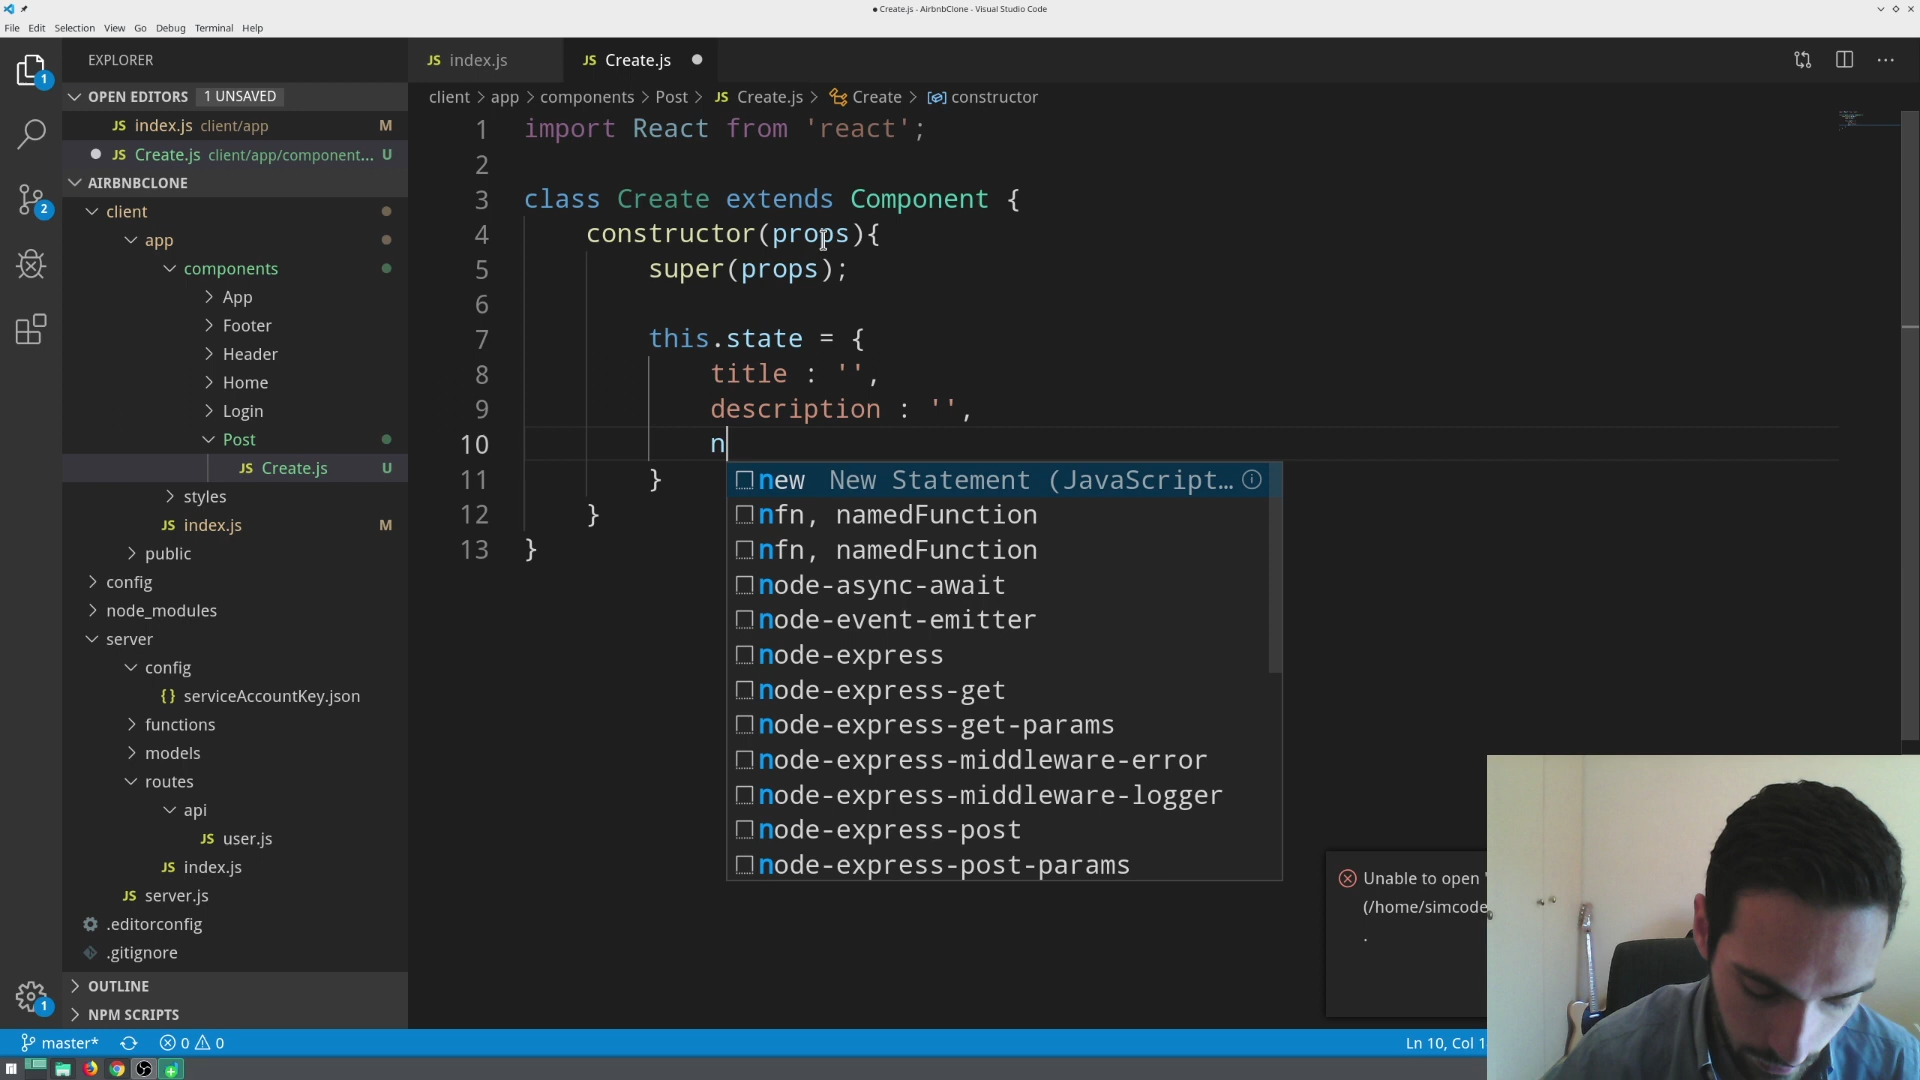 ● Create.js - AirbnbClone - Visual Studio Code
File Edit Selection View Go Debug Terminal Help
EXPLORER
OPEN EDITORS 1 UNSAVED
JS index.js client/app M
● JS Create.js client/app/component... U
AIRBNBCLONE
client
app
components
App
Footer
Header
Home
Login
Post
JS Create.js U
styles
JS index.js M
public
config
node_modules
server
config
{} serviceAccountKey.json
functions
models
routes
api
JS user.js
JS index.js
JS server.js
.editorconfig
.gitignore
OUTLINE
NPM SCRIPTS
1
2
1
JS index.js
JS Create.js ●
client > app > components > Post > JS Create.js > Create > constructor
1 import React from 'react';
2
3 class Create extends Component {
4 constructor(props){
5 super(props);
6
7 this.state = {
8 title : '',
9 description : '',
10 n
11 }
12 }
13 }
new New Statement (JavaScript…
nfn, namedFunction
nfn, namedFunction
node-async-await
node-event-emitter
node-express
node-express-get
node-express-get-params
node-express-middleware-error
node-express-middleware-logger
node-express-post
node-express-post-params
Unable to open '
(/home/simcode
.
master* 0 0
Ln 10, Col 1